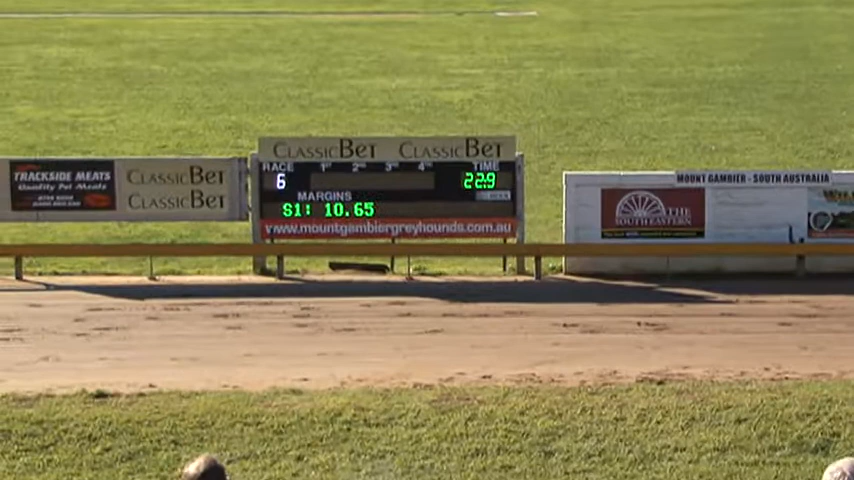 CLASSICBET CLASSICBET
RACE 1ST 2ND 3RD 4TH TIME
6 22.9
MARGINS
S1: 10.65
www.mountgambiergreyhounds.com.au
TRACKSIDE MEATS
Quality Pet Meats
CLASSICBET
CLASSICBET
MOUNT GAMBIER - SOUTH AUSTRALIA
THE
SOUTH EASTERN